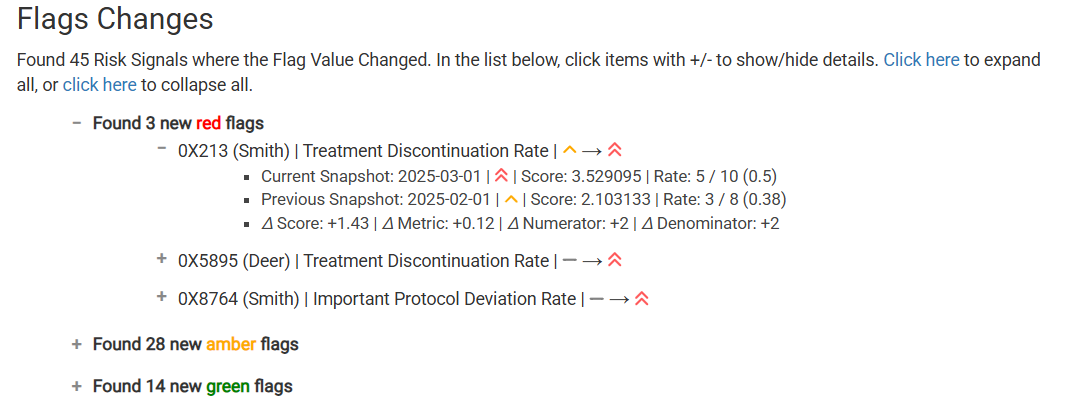 Flags Changes
Found 45 Risk Signals where the Flag Value Changed. In the list below, click items with +/- to show/hide details. Click here to expand
all, or click here to collapse all.
− Found 3 new red flags
− 0X213 (Smith) | Treatment Discontinuation Rate | ^ → ⌃⌃
▪ Current Snapshot: 2025-03-01 | ⌃⌃ | Score: 3.529095 | Rate: 5 / 10 (0.5)
▪ Previous Snapshot: 2025-02-01 | ^ | Score: 2.103133 | Rate: 3 / 8 (0.38)
▪ Δ Score: +1.43 | Δ Metric: +0.12 | Δ Numerator: +2 | Δ Denominator: +2
+ 0X5895 (Deer) | Treatment Discontinuation Rate | − → ⌃⌃
+ 0X8764 (Smith) | Important Protocol Deviation Rate | − → ⌃⌃
+ Found 28 new amber flags
+ Found 14 new green flags